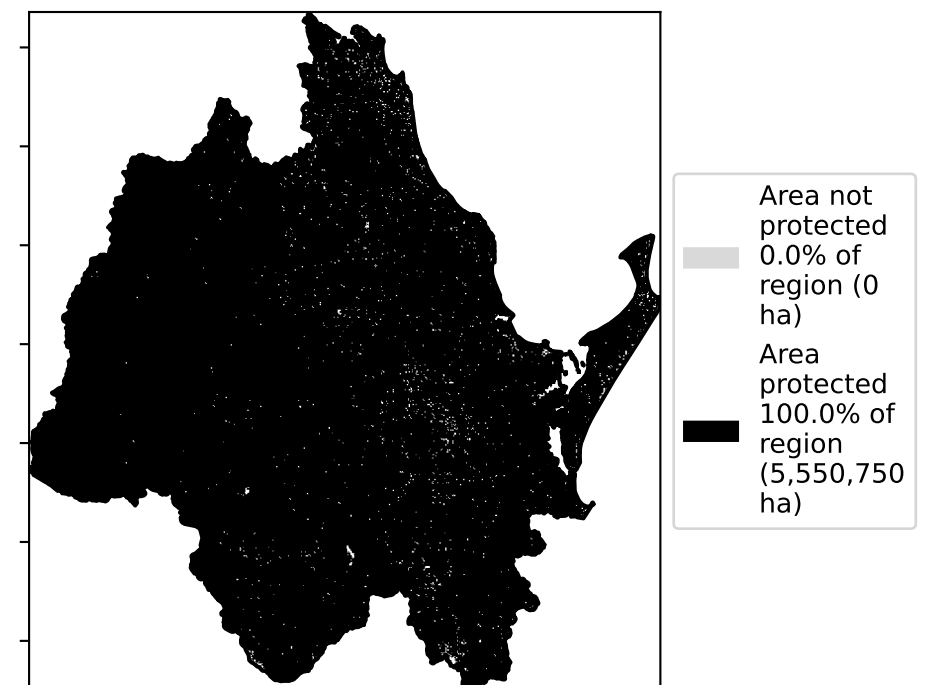 Area not
protected
0.0% of
region (0
ha)
Area
protected
100.0% of
region
(5,550,750
ha)